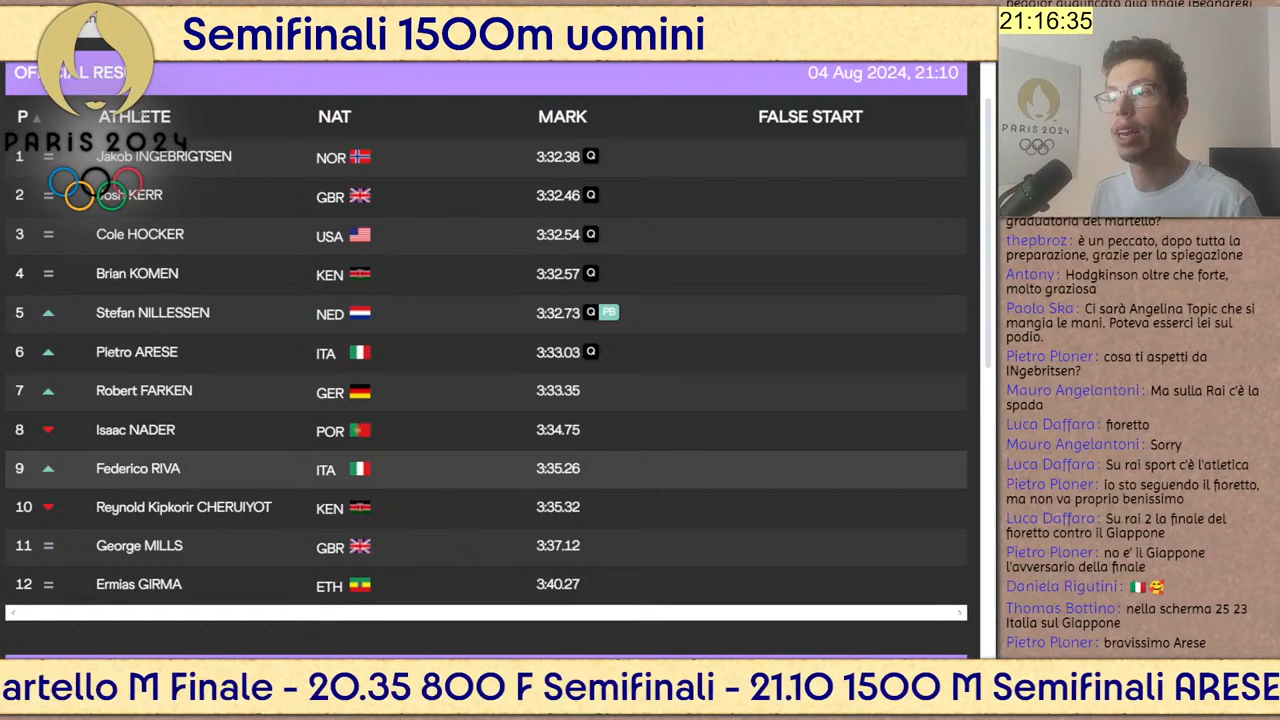 Semifinali 1500m uomini
21:16:35
PARIS 2024
04 Aug 2024, 21:10
P ATHLETE NAT MARK FALSE START
1 = Jakob INGEBRIGTSEN NOR 3:32.38 Q
2 = Josh KERR GBR 3:32.46 Q
3 = Cole HOCKER USA 3:32.54 Q
4 = Brian KOMEN KEN 3:32.57 Q
5 Stefan NILLESSEN NED 3:32.73 Q PB
6 Pietro ARESE ITA 3:33.03 Q
7 Robert FARKEN GER 3:33.35
8 Isaac NADER POR 3:34.75
9 Federico RIVA ITA 3:35.26
10 Reynold Kipkorir CHERUIYOT KEN 3:35.32
11 = George MILLS GBR 3:37.12
12 = Ermias GIRMA ETH 3:40.27
PARIS 2024
graduatoria del martello?
thepbroz: è un peccato, dopo tutta la
preparazione, grazie per la spiegazione
Antony: Hodgkinson oltre che forte,
molto graziosa
Paolo Ska: Ci sarà Angelina Topic che si
mangia le mani. Poteva esserci lei sul
podio.
Pietro Ploner: cosa ti aspetti da
INgebritsen?
Mauro Angelantoni: Ma sulla Rai c'è la
spada
Luca Daffara: fioretto
Mauro Angelantoni: Sorry
Luca Daffara: Su rai sport c'è l'atletica
Pietro Ploner: io sto seguendo il fioretto,
ma non va proprio benissimo
Luca Daffara: Su rai 2 la finale del
fioretto contro il Giappone
Pietro Ploner: no e' il Giappone
l'avversario della finale
Daniela Rigutini: 🇮🇹 🥰
Thomas Bottino: nella scherma 25 23
Italia sul Giappone
Pietro Ploner: bravissimo Arese
artello M Finale - 20.35 800 F Semifinali - 21.10 1500 M Semifinali ARESE